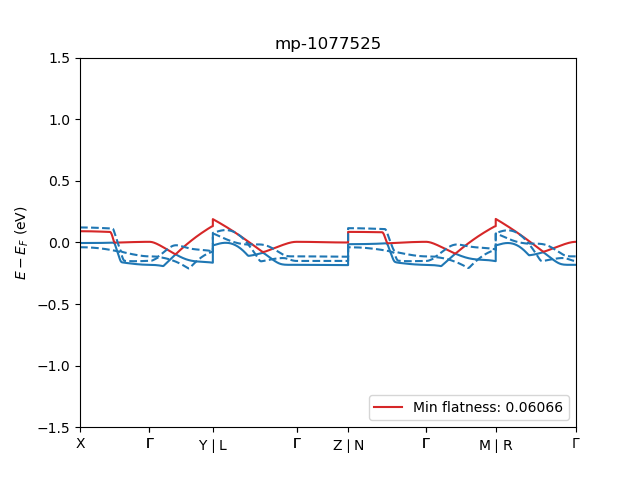 mp-1077525
E − E_F (eV)
1.5
1.0
0.5
0.0
−0.5
−1.0
−1.5
Min flatness: 0.06066
X Γ Y | L Γ Z | N Γ M | R Γ